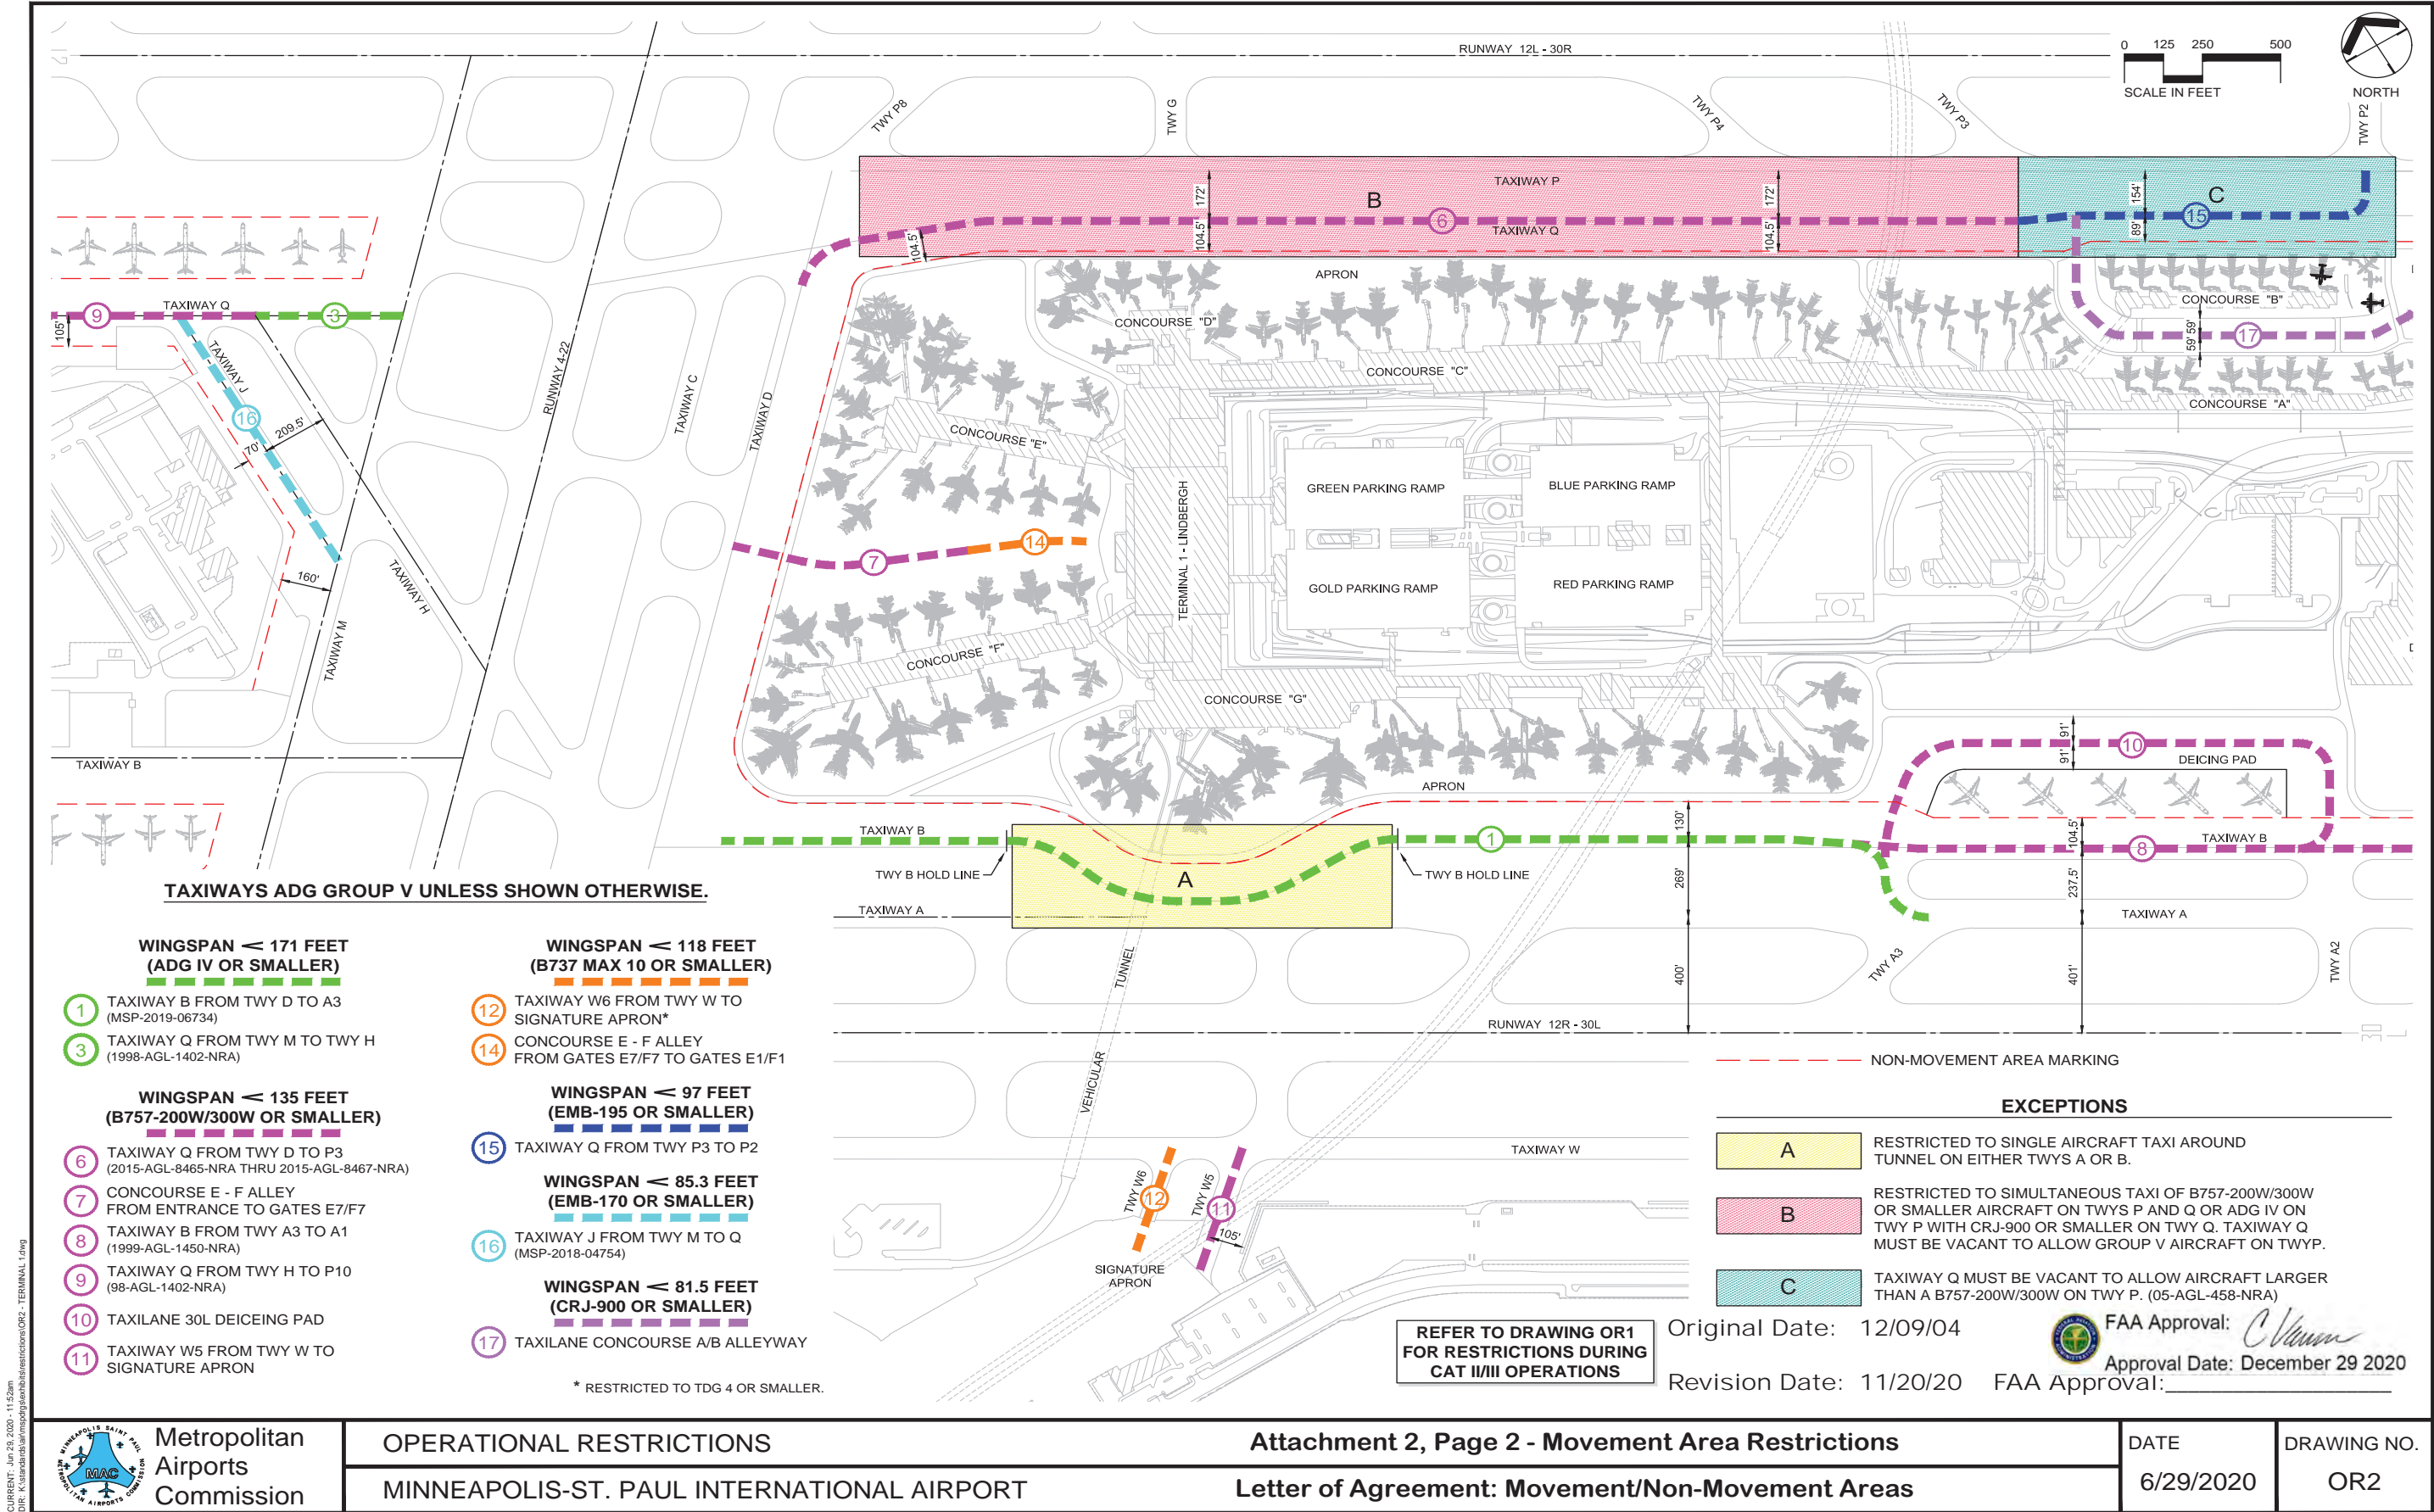 RUNWAY 12L - 30R
0 125 250 500
SCALE IN FEET
NORTH
TWY P8
TWY G
TWY P4
TWY P3
TWY P2
TAXIWAY P
B
172'
172'
154'
C
6
15
TAXIWAY Q
104.5'
104.5'
104.5'
89'
APRON
TAXIWAY Q
9
3
105'
TAXIWAY J
16
209.5'
70'
160'
TAXIWAY H
TAXIWAY M
RUNWAY 4-22
TAXIWAY C
TAXIWAY D
CONCOURSE "D"
CONCOURSE "C"
CONCOURSE "B"
59' 59'
17
CONCOURSE "A"
CONCOURSE "E"
7
14
CONCOURSE "F"
TERMINAL 1 - LINDBERGH
GREEN PARKING RAMP
BLUE PARKING RAMP
GOLD PARKING RAMP
RED PARKING RAMP
CONCOURSE "G"
TAXIWAY B
APRON
91' 91'
10
DEICING PAD
TAXIWAY B
1
130'
104.5'
TAXIWAY B
8
TWY B HOLD LINE
A
TWY B HOLD LINE
269'
237.5'
TAXIWAY A
TAXIWAY A
TUNNEL
400'
TWY A3
401'
TWY A2
RUNWAY 12R - 30L
VEHICULAR
TAXIWAY W
TWY W6
12
TWY W5
11
105'
SIGNATURE
APRON
TAXIWAYS ADG GROUP V UNLESS SHOWN OTHERWISE.
WINGSPAN < 171 FEET
(ADG IV OR SMALLER)
1 TAXIWAY B FROM TWY D TO A3
(MSP-2019-06734)
3 TAXIWAY Q FROM TWY M TO TWY H
(1998-AGL-1402-NRA)
WINGSPAN < 135 FEET
(B757-200W/300W OR SMALLER)
6 TAXIWAY Q FROM TWY D TO P3
(2015-AGL-8465-NRA THRU 2015-AGL-8467-NRA)
7 CONCOURSE E - F ALLEY
FROM ENTRANCE TO GATES E7/F7
8 TAXIWAY B FROM TWY A3 TO A1
(1999-AGL-1450-NRA)
9 TAXIWAY Q FROM TWY H TO P10
(98-AGL-1402-NRA)
10 TAXILANE 30L DEICEING PAD
11 TAXIWAY W5 FROM TWY W TO
SIGNATURE APRON
WINGSPAN < 118 FEET
(B737 MAX 10 OR SMALLER)
12 TAXIWAY W6 FROM TWY W TO
SIGNATURE APRON*
14 CONCOURSE E - F ALLEY
FROM GATES E7/F7 TO GATES E1/F1
WINGSPAN < 97 FEET
(EMB-195 OR SMALLER)
15 TAXIWAY Q FROM TWY P3 TO P2
WINGSPAN < 85.3 FEET
(EMB-170 OR SMALLER)
16 TAXIWAY J FROM TWY M TO Q
(MSP-2018-04754)
WINGSPAN < 81.5 FEET
(CRJ-900 OR SMALLER)
17 TAXILANE CONCOURSE A/B ALLEYWAY
* RESTRICTED TO TDG 4 OR SMALLER.
NON-MOVEMENT AREA MARKING
EXCEPTIONS
A RESTRICTED TO SINGLE AIRCRAFT TAXI AROUND
TUNNEL ON EITHER TWYS A OR B.
B RESTRICTED TO SIMULTANEOUS TAXI OF B757-200W/300W
OR SMALLER AIRCRAFT ON TWYS P AND Q OR ADG IV ON
TWY P WITH CRJ-900 OR SMALLER ON TWY Q. TAXIWAY Q
MUST BE VACANT TO ALLOW GROUP V AIRCRAFT ON TWYP.
C TAXIWAY Q MUST BE VACANT TO ALLOW AIRCRAFT LARGER
THAN A B757-200W/300W ON TWY P. (05-AGL-458-NRA)
REFER TO DRAWING OR1
FOR RESTRICTIONS DURING
CAT II/III OPERATIONS
Original Date: 12/09/04
Revision Date: 11/20/20 FAA Approval:
FAA Approval:
Approval Date: December 29 2020
CURRENT: Jun 29, 2020 - 11:52am
MINNEAPOLIS SAINT PAUL
MAC
METROPOLITAN AIRPORTS COMMISSION
Metropolitan
Airports
Commission
OPERATIONAL RESTRICTIONS
MINNEAPOLIS-ST. PAUL INTERNATIONAL AIRPORT
Attachment 2, Page 2 - Movement Area Restrictions
Letter of Agreement: Movement/Non-Movement Areas
DATE
6/29/2020
DRAWING NO.
OR2